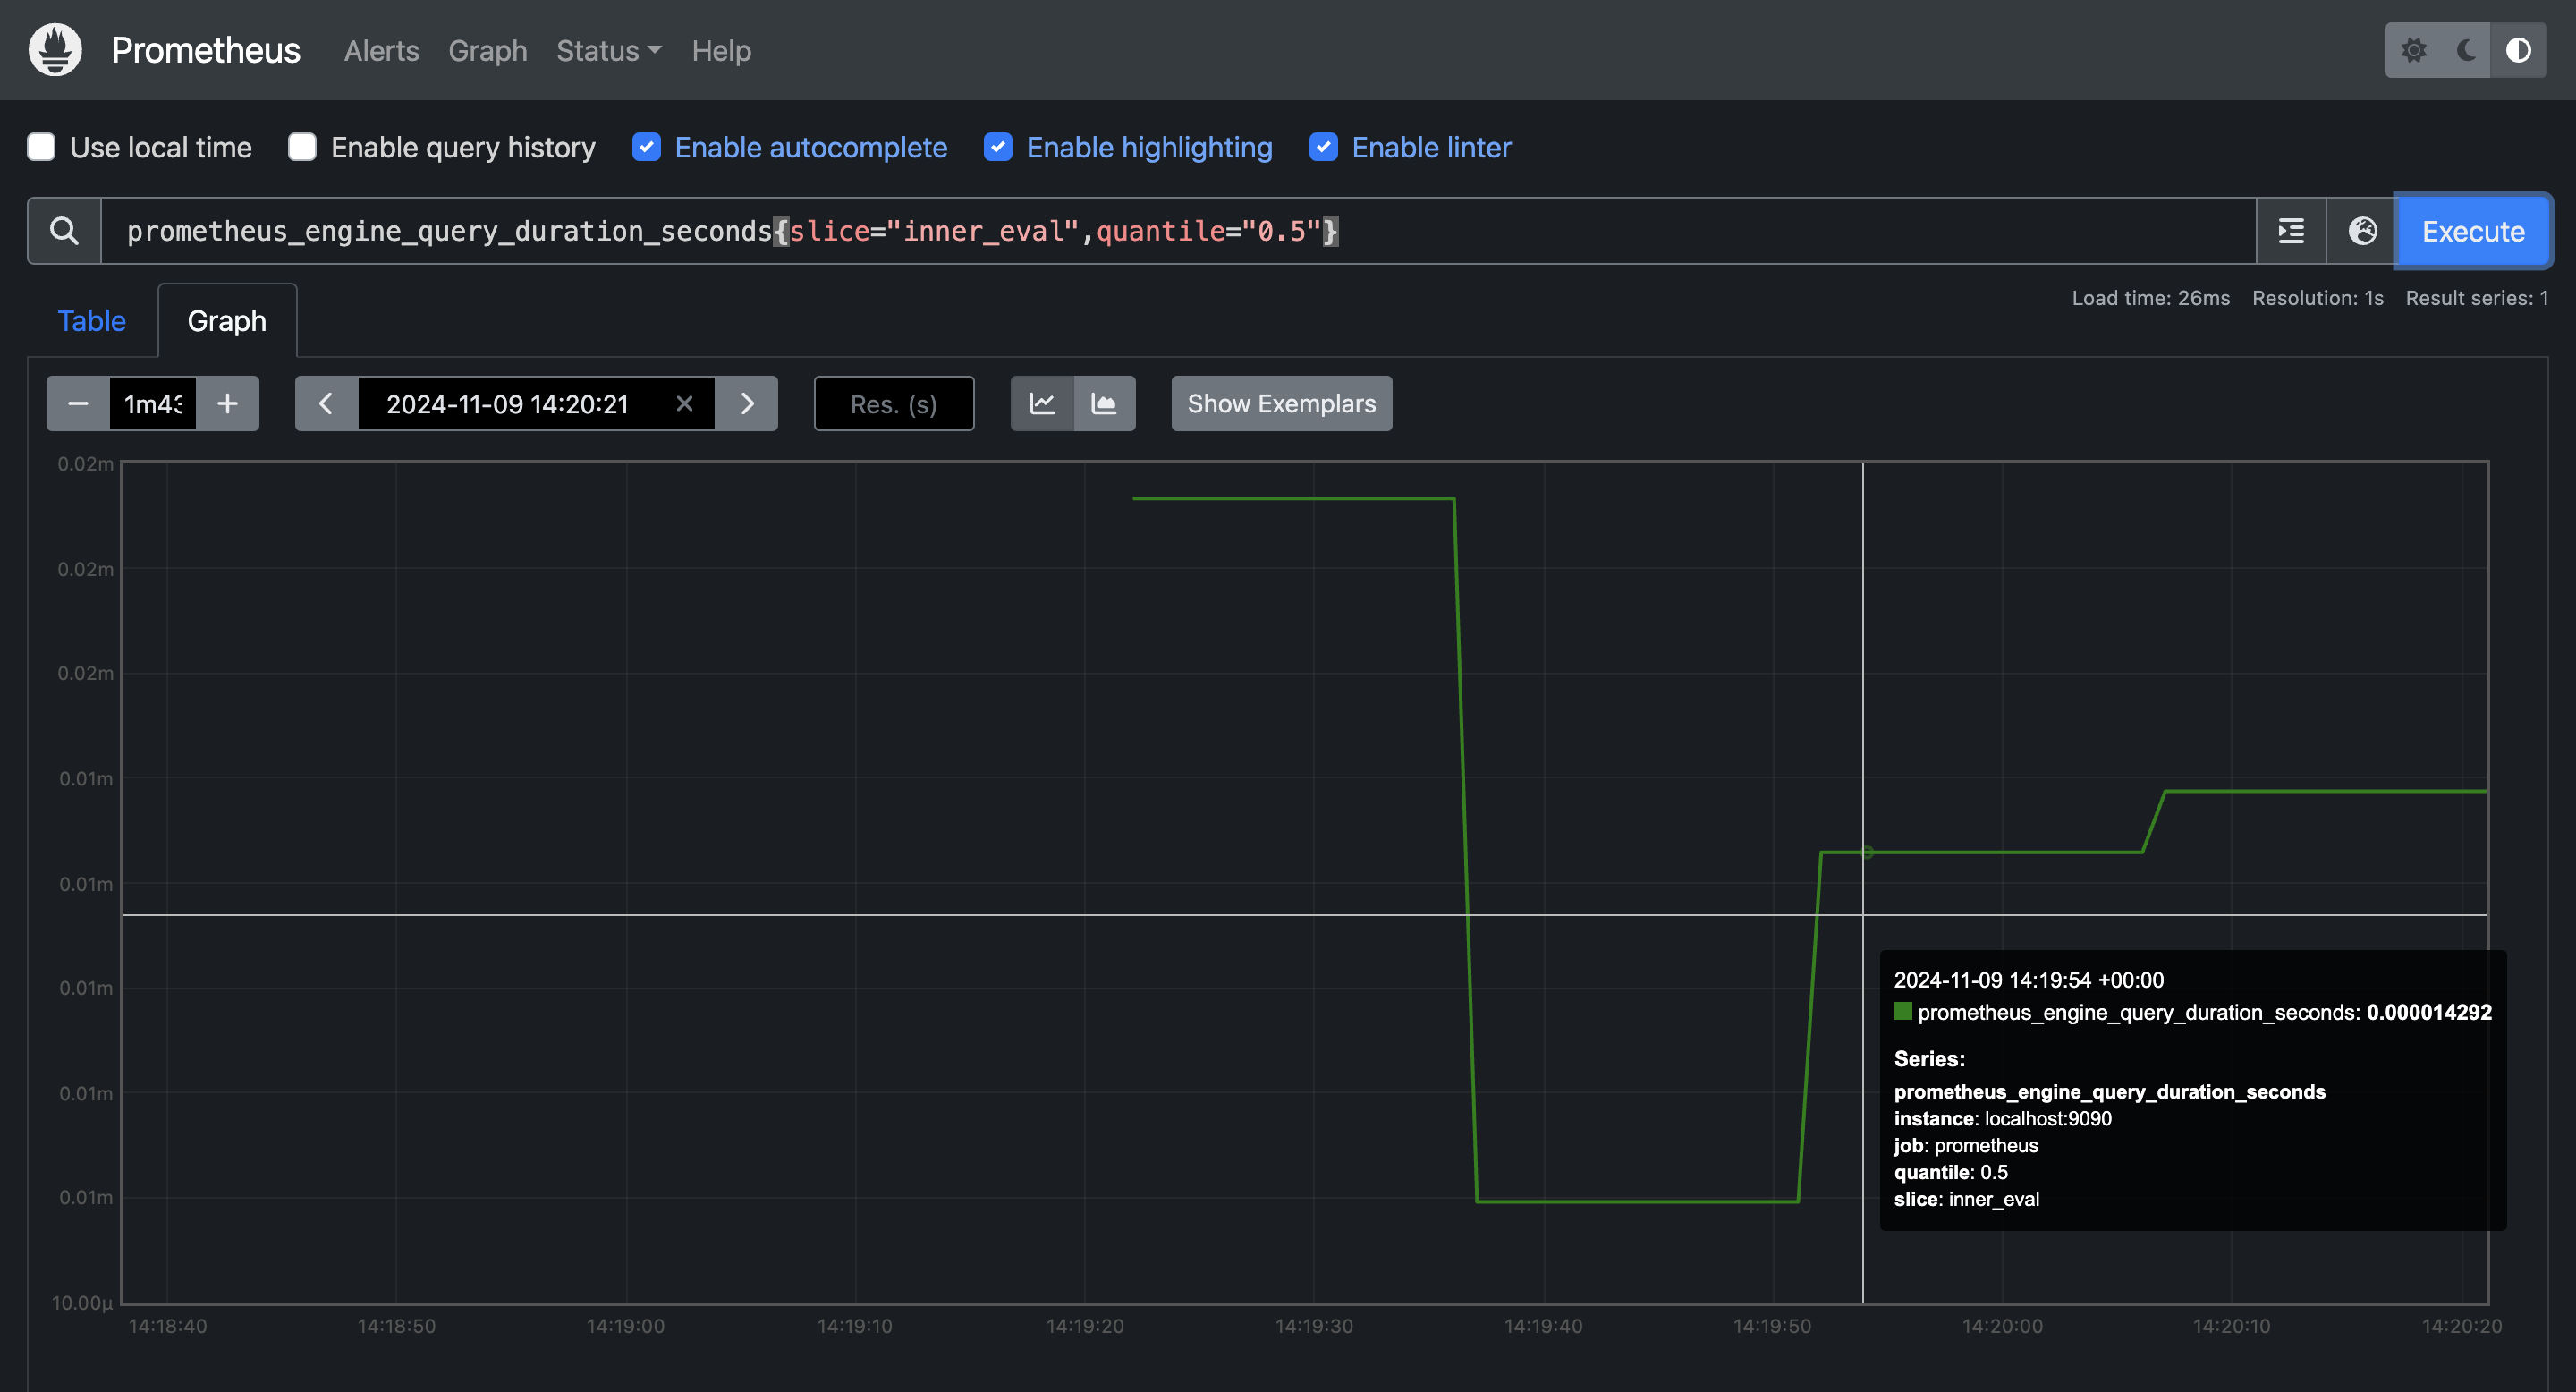 Prometheus Alerts Graph Status Help
Use local time Enable query history Enable autocomplete Enable highlighting Enable linter
prometheus_engine_query_duration_seconds{slice="inner_eval",quantile="0.5"} Execute
Load time: 26ms Resolution: 1s Result series: 1
Table Graph
1m43 2024-11-09 14:20:21 Res. (s) Show Exemplars
0.02m
0.02m
0.02m
0.01m
0.01m
0.01m
0.01m
0.01m
10.00μ
14:18:40 14:18:50 14:19:00 14:19:10 14:19:20 14:19:30 14:19:40 14:19:50 14:20:00 14:20:10 14:20:20
2024-11-09 14:19:54 +00:00
prometheus_engine_query_duration_seconds: 0.000014292
Series:
prometheus_engine_query_duration_seconds
instance: localhost:9090
job: prometheus
quantile: 0.5
slice: inner_eval